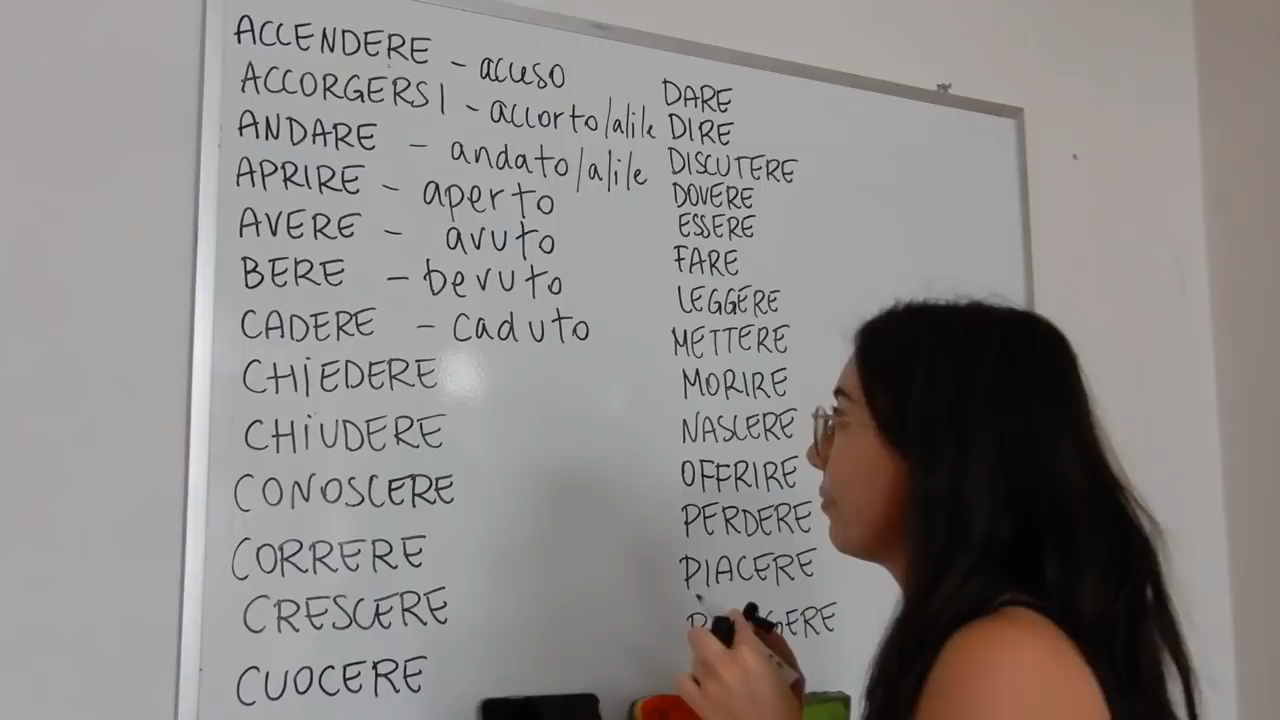 ACCENDERE - acceso
ACCORGERSI - accorto/a/i/e
ANDARE - andato/a/i/e
APRIRE - aperto
AVERE - avuto
BERE - bevuto
CADERE - caduto
CHiEDERE
CHiUDERE
CONOSCERE
CORRERE
CRESCERE
CUOCERE
DARE
DIRE
DISCUTERE
DOVERE
ESSERE
FARE
LEGGERE
METTERE
MORIRE
NASCERE
OFFRIRE
PERDERE
PIACERE